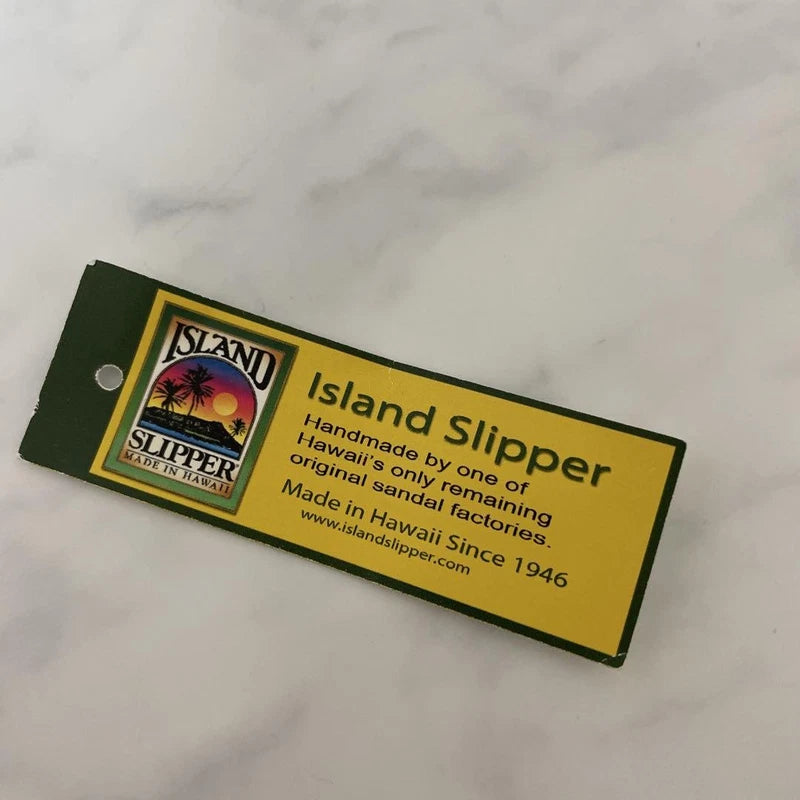 ISLAND
SLIPPER
MADE IN HAWAII
Island Slipper
Handmade by one of
Hawaii's only remaining
original sandal factories.
Made in Hawaii Since 1946
www.islandslipper.com